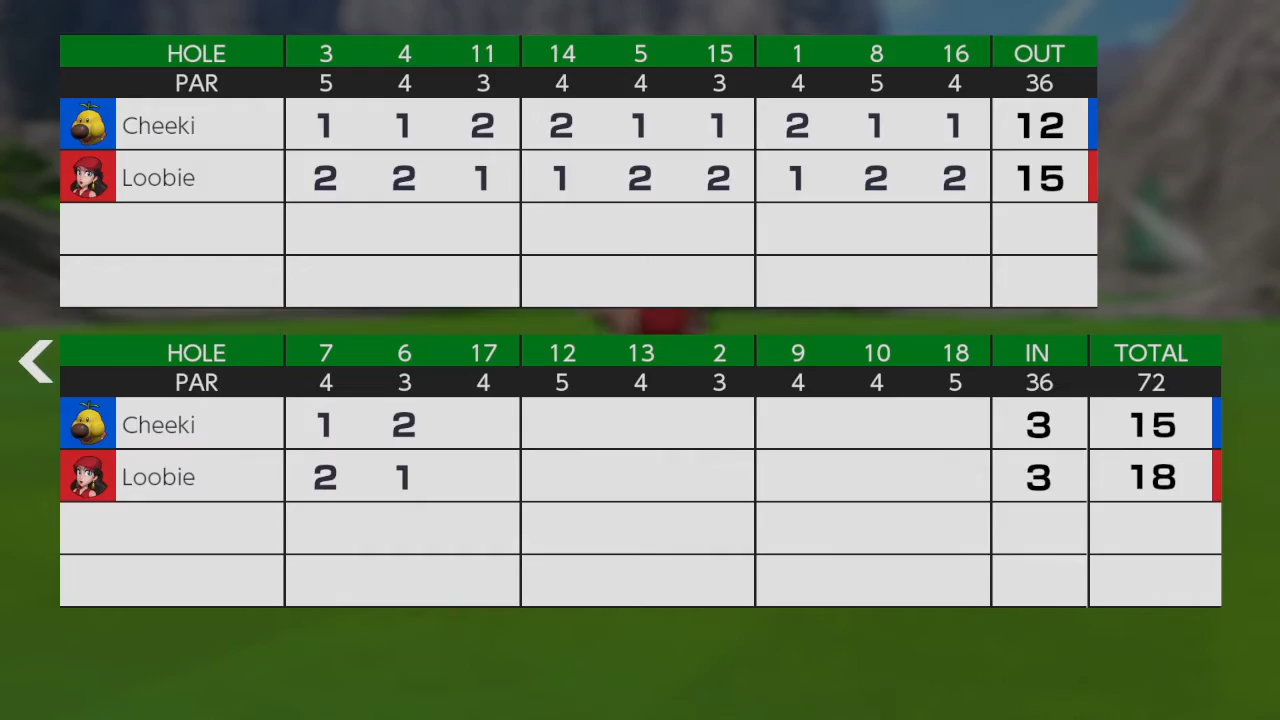 HOLE 3 4 11 14 5 15 1 8 16 OUT
PAR 5 4 3 4 4 3 4 5 4 36
Cheeki 1 1 2 2 1 1 2 1 1 12
Loobie 2 2 1 1 2 2 1 2 2 15
HOLE 7 6 17 12 13 2 9 10 18 IN TOTAL
PAR 4 3 4 5 4 3 4 4 5 36 72
Cheeki 1 2 3 15
Loobie 2 1 3 18